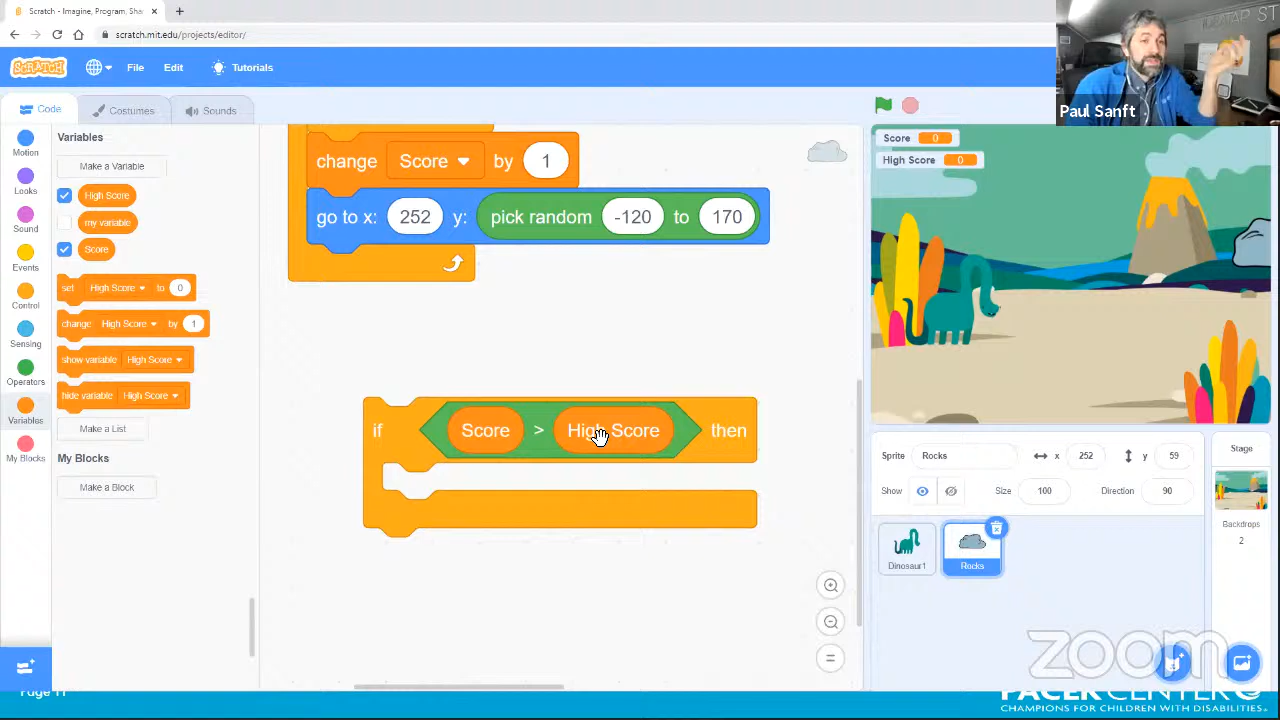 Scratch - Imagine, Program, Shar
scratch.mit.edu/projects/editor/
SCRATCH
File
Edit
Tutorials
Paul Sanft
Code
Costumes
Sounds
Motion
Looks
Sound
Events
Control
Sensing
Operators
Variables
My Blocks
Variables
Make a Variable
High Score
my variable
Score
set High Score to 0
change High Score by 1
show variable High Score
hide variable High Score
Make a List
My Blocks
Make a Block
change Score by 1
go to x: 252 y: pick random -120 to 170
if Score > High Score then
Score 0
High Score 0
Sprite Rocks x 252 y 59
Show Size 100 Direction 90
Dinosaur1
Rocks
Stage
Backdrops
2
zoom
Page 11
PACER CENTER
CHAMPIONS FOR CHILDREN WITH DISABILITIES.